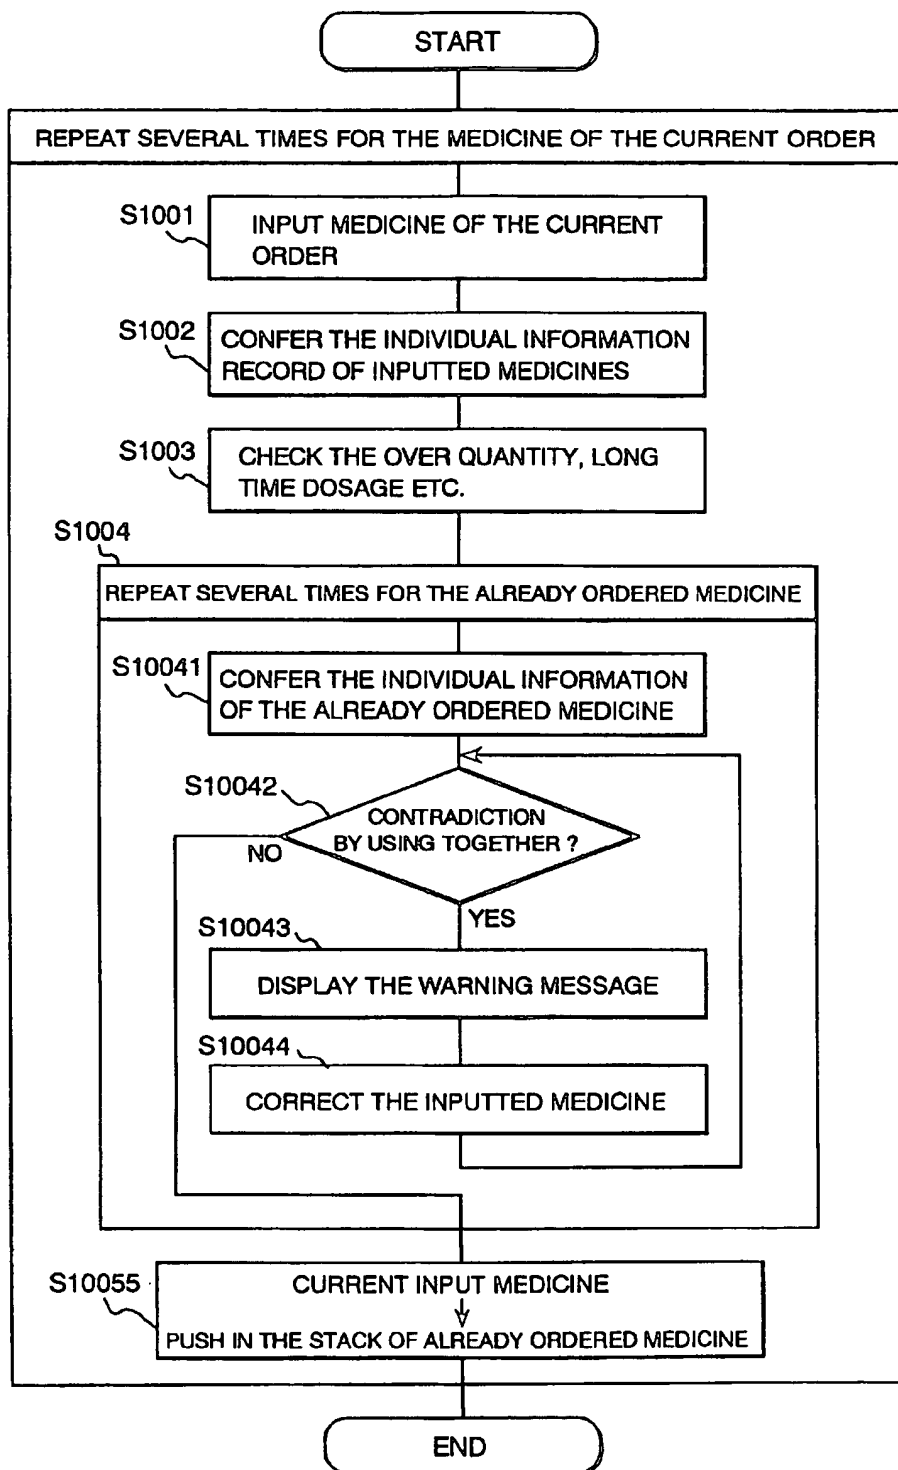 START
REPEAT SEVERAL TIMES FOR THE MEDICINE OF THE CURRENT ORDER
S1001
INPUT MEDICINE OF THE CURRENT
ORDER
S1002
CONFER THE INDIVIDUAL INFORMATION
RECORD OF INPUTTED MEDICINES
S1003
CHECK THE OVER QUANTITY, LONG
TIME DOSAGE ETC.
S1004
REPEAT SEVERAL TIMES FOR THE ALREADY ORDERED MEDICINE
S10041
CONFER THE INDIVIDUAL INFORMATION
OF THE ALREADY ORDERED MEDICINE
S10042
CONTRADICTION
BY USING TOGETHER ?
NO
YES
S10043
DISPLAY THE WARNING MESSAGE
S10044
CORRECT THE INPUTTED MEDICINE
S10055
CURRENT INPUT MEDICINE
PUSH IN THE STACK OF ALREADY ORDERED MEDICINE
END